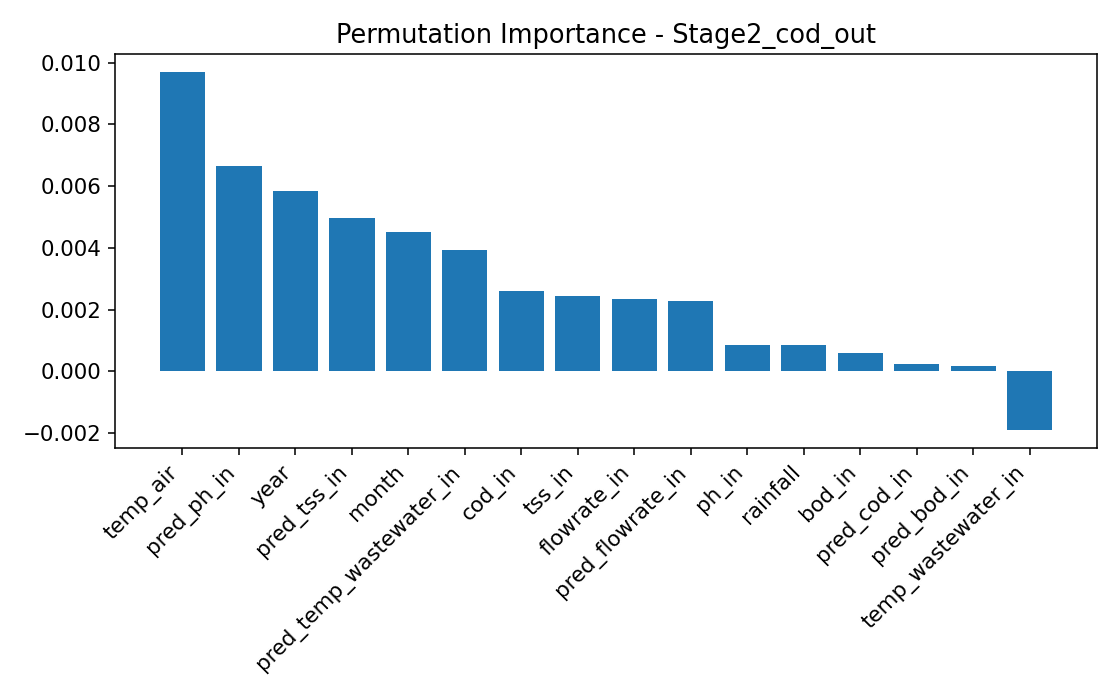 Permutation Importance - Stage2_cod_out
0.010
0.008
0.006
0.004
0.002
0.000
−0.002
temp_air
pred_ph_in
year
pred_tss_in
month
pred_temp_wastewater_in
cod_in
tss_in
flowrate_in
pred_flowrate_in
ph_in
rainfall
bod_in
pred_cod_in
pred_bod_in
temp_wastewater_in